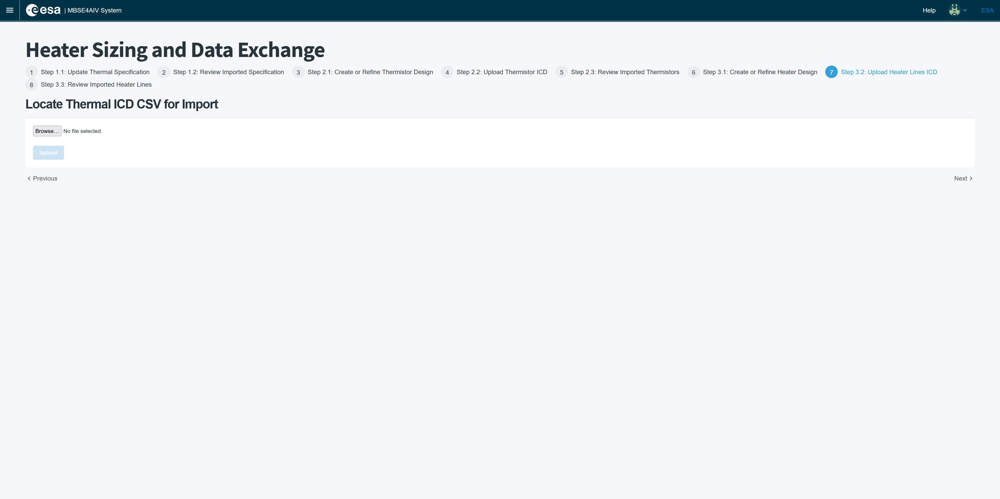 esa | MBSE4AIV System Help ESA
Heater Sizing and Data Exchange
1 Step 1.1: Update Thermal Specification 2 Step 1.2: Review Imported Specification 3 Step 2.1: Create or Refine Thermistor Design 4 Step 2.2: Upload Thermistor ICD 5 Step 2.3: Review Imported Thermistors 6 Step 3.1: Create or Refine Heater Design 7 Step 3.2: Upload Heater Lines ICD
8 Step 3.3: Review Imported Heater Lines
Locate Thermal ICD CSV for Import
Browse... No file selected.
Upload
Previous Next